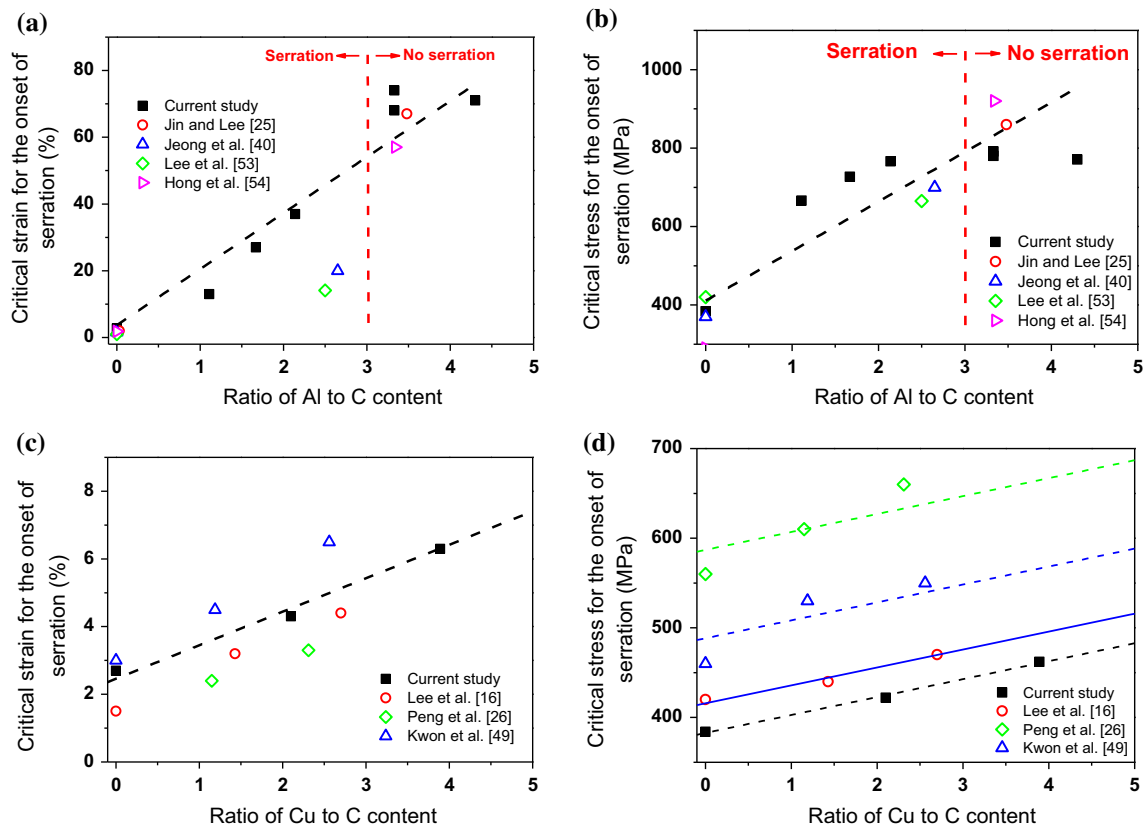 (a)
Critical strain for the onset of
serration (%)
80
60
40
20
0
Serration
No serration
Current study
Jin and Lee [25]
Jeong et al. [40]
Lee et al. [53]
Hong et al. [54]
0 1 2 3 4 5
Ratio of Al to C content
(b)
Critical stress for the onset of
serration (MPa)
1000
800
600
400
Serration
No serration
Current study
Jin and Lee [25]
Jeong et al. [40]
Lee et al. [53]
Hong et al. [54]
0 1 2 3 4 5
Ratio of Al to C content
(c)
Critical strain for the onset of
serration (%)
8
6
4
2
0
Current study
Lee et al. [16]
Peng et al. [26]
Kwon et al. [49]
0 1 2 3 4 5
Ratio of Cu to C content
(d)
Critical stress for the onset of
serration (MPa)
700
600
500
400
Current study
Lee et al. [16]
Peng et al. [26]
Kwon et al. [49]
0 1 2 3 4 5
Ratio of Cu to C content